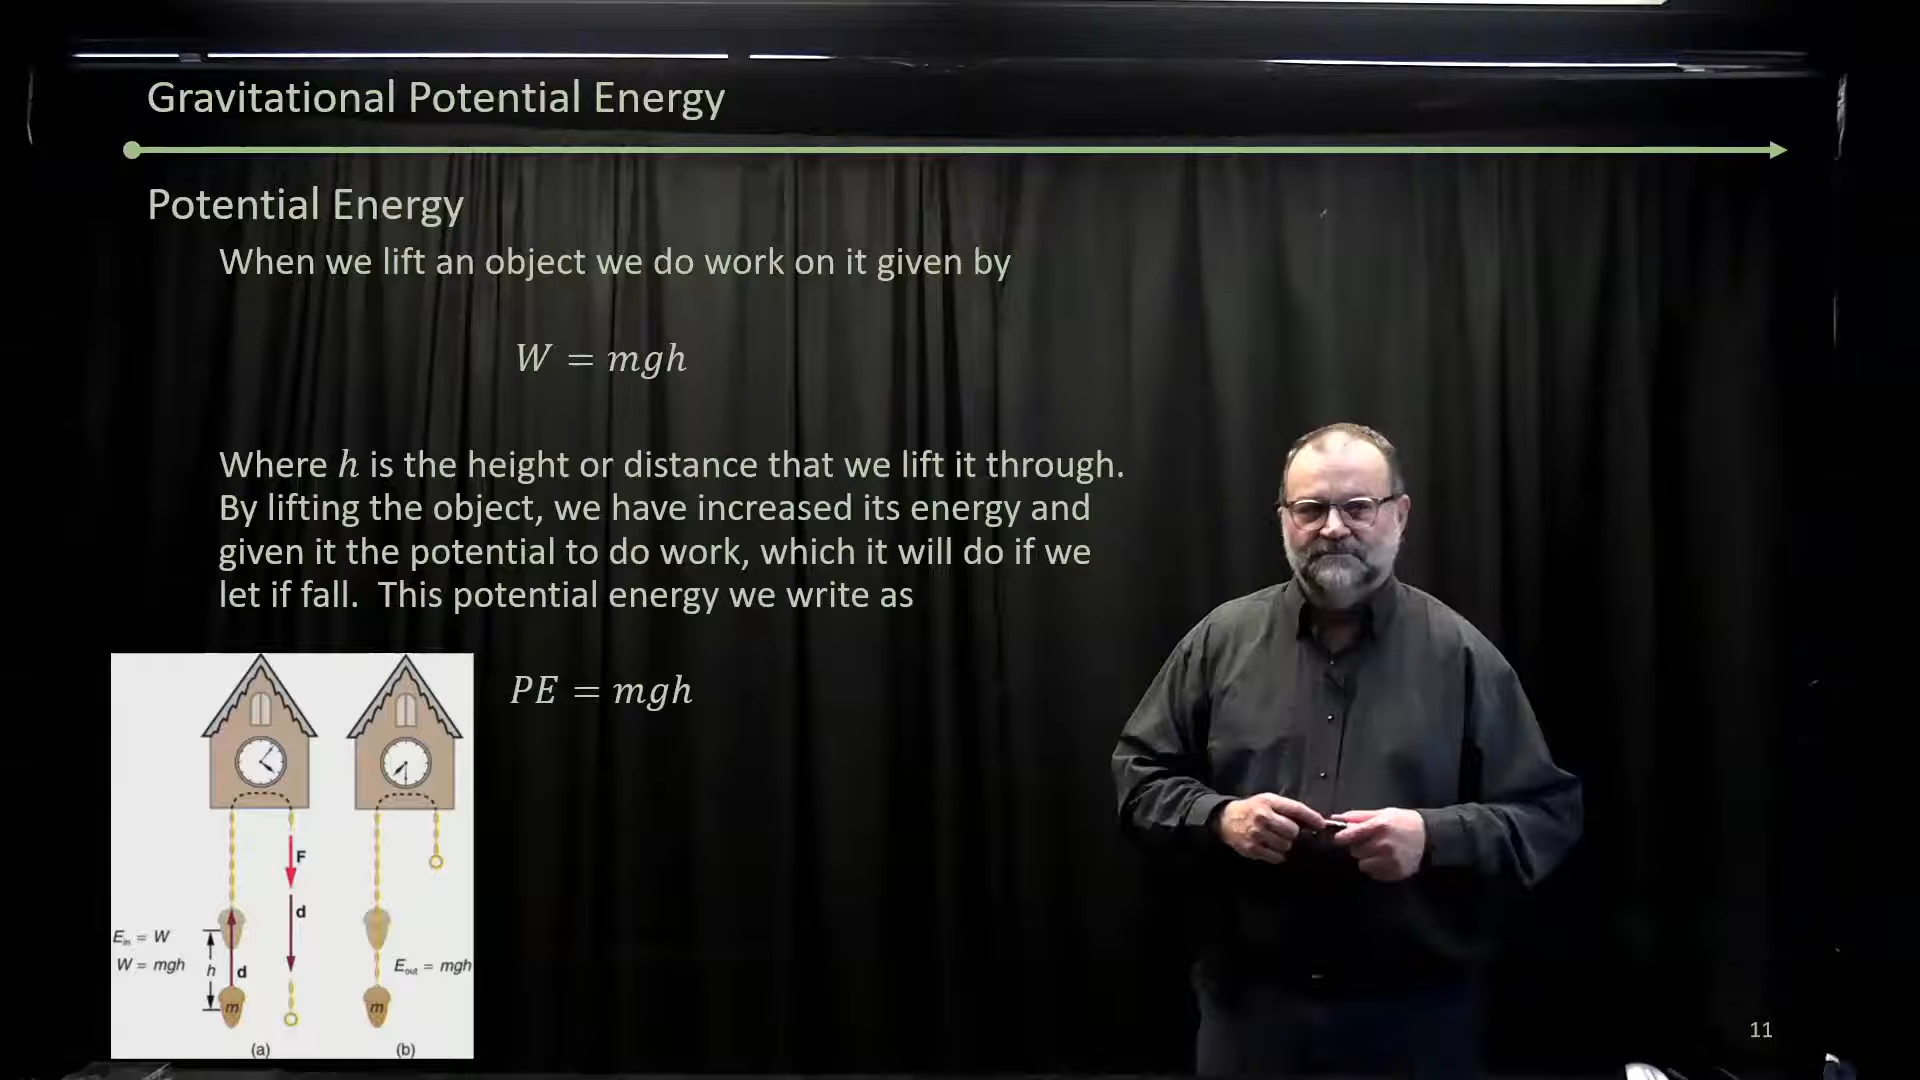 Gravitational Potential Energy
Potential Energy
When we lift an object we do work on it given by
W = mgh
Where h is the height or distance that we lift it through.
By lifting the object, we have increased its energy and
given it the potential to do work, which it will do if we
let if fall.  This potential energy we write as
PE = mgh
F
d
E_in = W
W = mgh
h
d
m
(a)
E_out = mgh
m
(b)
11